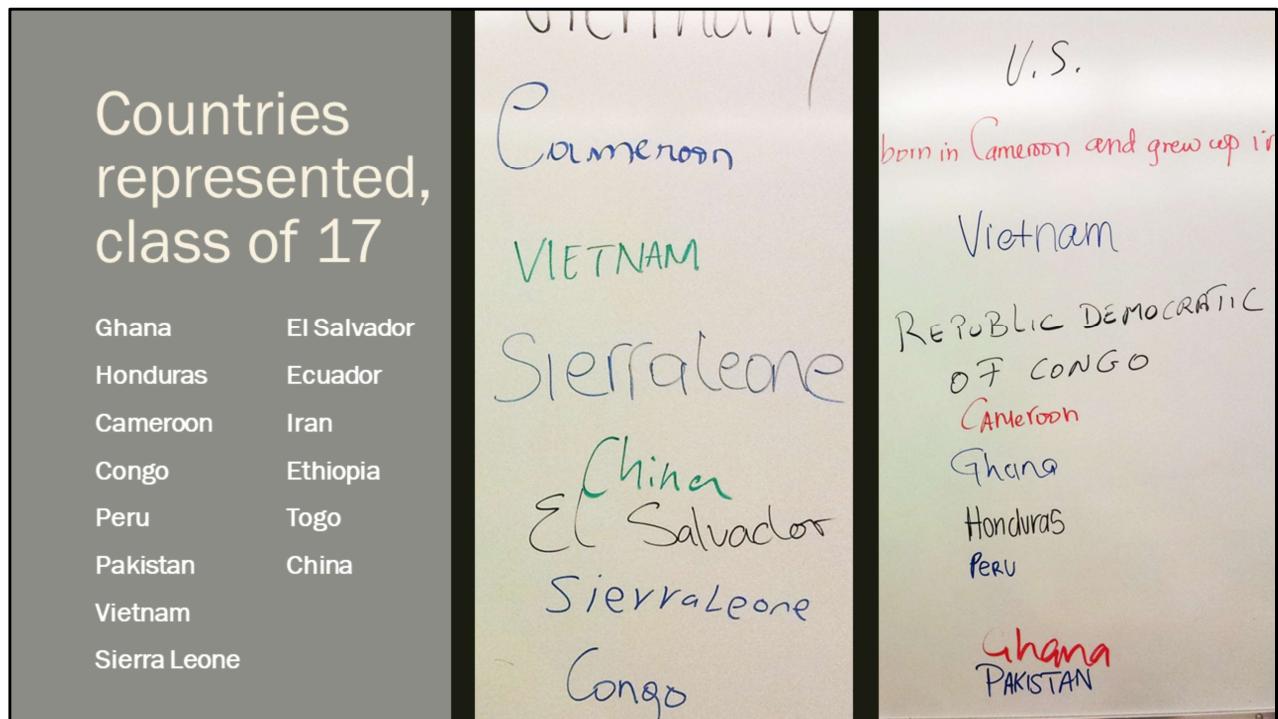 Countries
represented,
class of 17
Ghana
Honduras
Cameroon
Congo
Peru
Pakistan
Vietnam
Sierra Leone
El Salvador
Ecuador
Iran
Ethiopia
Togo
China
Germany
Cameroon
VIETNAM
Sierraleone
China
El Salvador
Sierraleone
Congo
U.S.
born in Cameroon and grew up in
Vietnam
REPUBLIC DEMOCRATIC
OF CONGO
Cameroon
Ghana
Honduras
PERU
Ghana
PAKISTAN